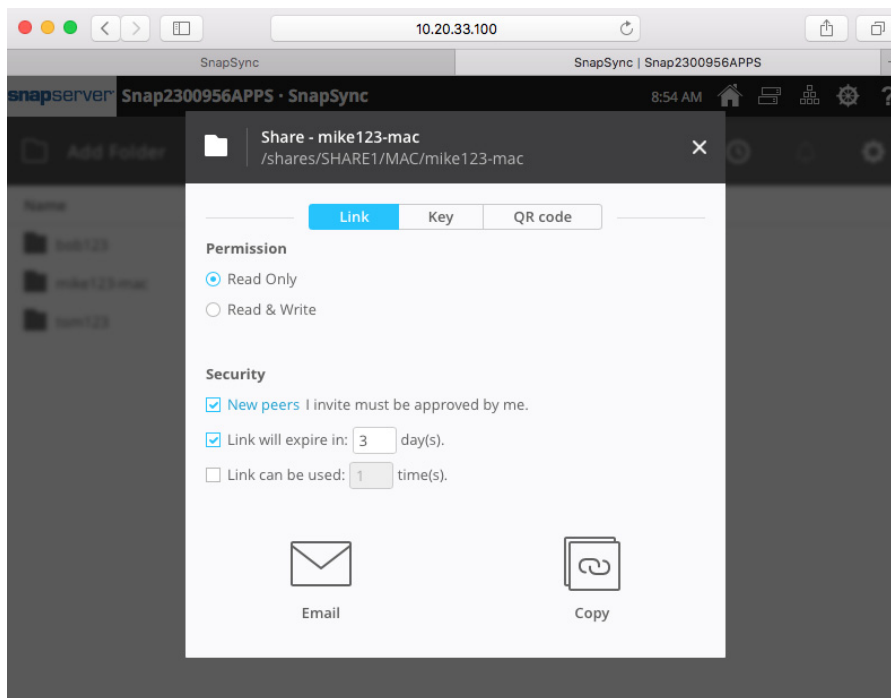 10.20.33.100
SnapSync
SnapSync | Snap2300956APPS
snapserver Snap2300956APPS · SnapSync
8:54 AM
?
Add Folder
Share - mike123-mac
/shares/SHARE1/MAC/mike123-mac
Link
Key
QR code
Name
Permission
bob123
Read Only
mike123-mac
Read & Write
tom123
Security
New peers I invite must be approved by me.
Link will expire in: 3 day(s).
Link can be used: 1 time(s).
Email
Copy